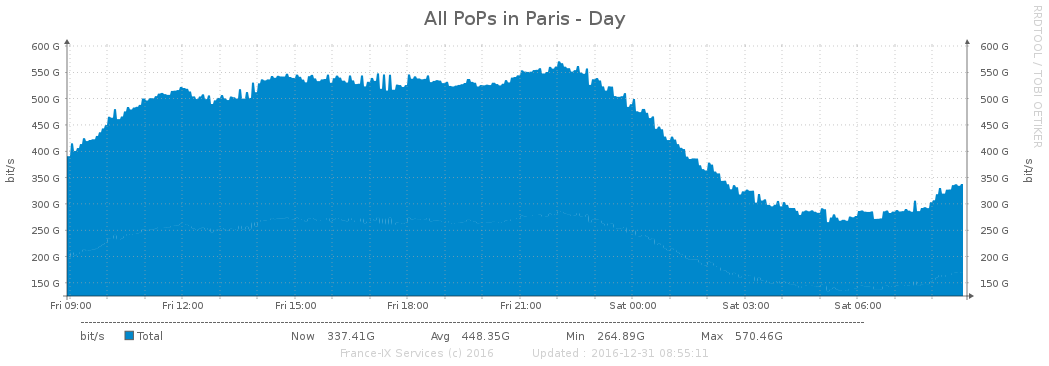 All PoPs in Paris - Day
RRDTOOL / TOBI OETIKER
600 G 600 G
550 G 550 G
500 G 500 G
450 G 450 G
400 G 400 G
350 G 350 G
300 G 300 G
250 G 250 G
200 G 200 G
150 G 150 G
bit/s
bit/s
Fri 09:00 Fri 12:00 Fri 15:00 Fri 18:00 Fri 21:00 Sat 00:00 Sat 03:00 Sat 06:00
bit/s Total Now 337.41G Avg 448.35G Min 264.89G Max 570.46G
France-IX Services (c) 2016 Updated : 2016-12-31 08:55:11